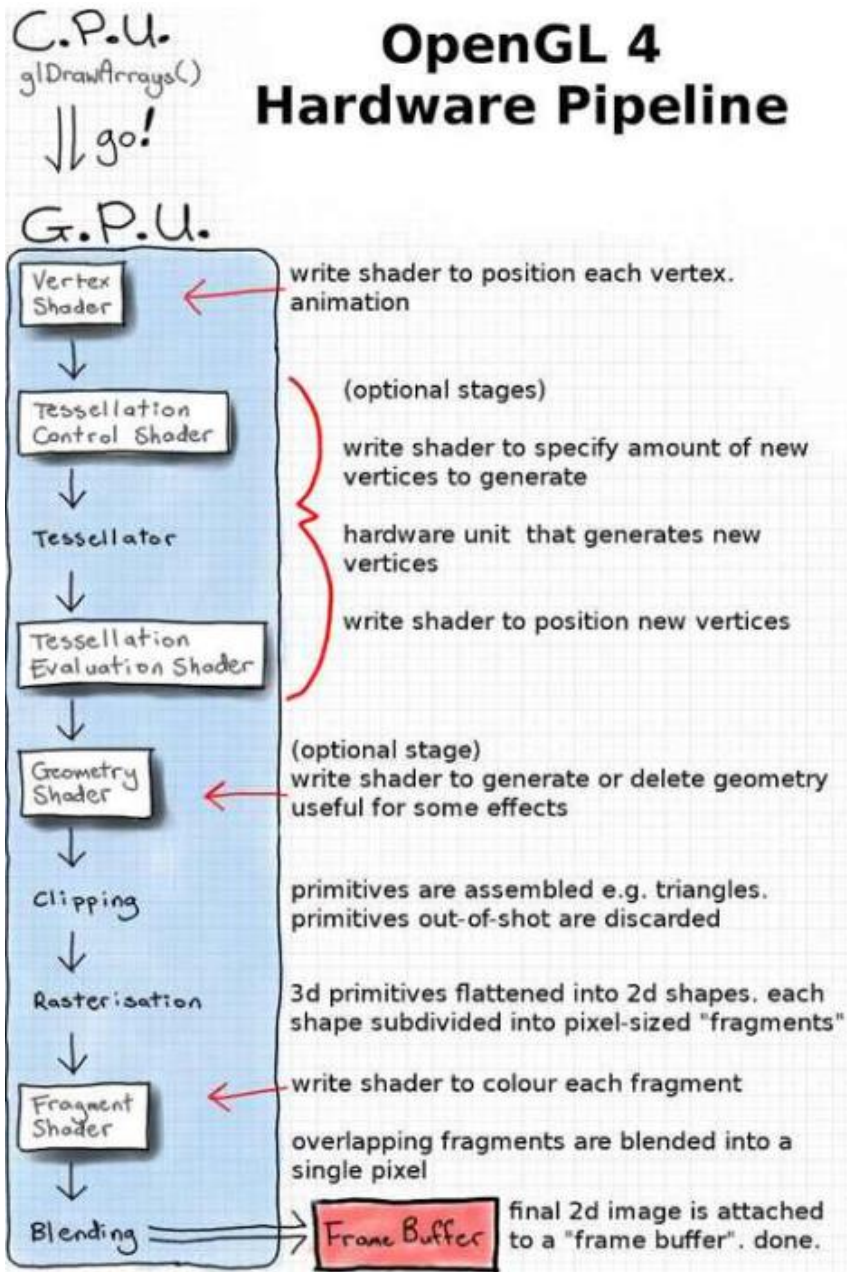 C.P.U.
glDrawArrays()
go!
OpenGL 4
Hardware Pipeline
G.P.U.
Vertex
Shader
write shader to position each vertex.
animation
Tessellation
Control Shader
(optional stages)
write shader to specify amount of new
vertices to generate
Tessellator
hardware unit that generates new
vertices
Tessellation
Evaluation Shader
write shader to position new vertices
Geometry
Shader
(optional stage)
write shader to generate or delete geometry
useful for some effects
Clipping
primitives are assembled e.g. triangles.
primitives out-of-shot are discarded
Rasterisation
3d primitives flattened into 2d shapes. each
shape subdivided into pixel-sized "fragments"
Fragment
Shader
write shader to colour each fragment
overlapping fragments are blended into a
single pixel
Blending
Frame Buffer
final 2d image is attached
to a "frame buffer". done.